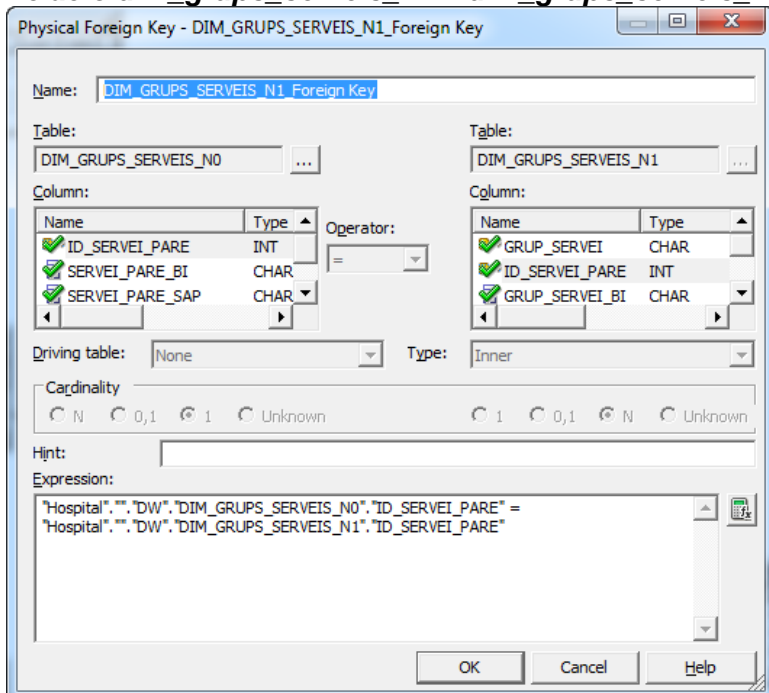 Physical Foreign Key - DIM_GRUPS_SERVEIS_N1_Foreign Key
Name: DIM_GRUPS_SERVEIS_N1_Foreign Key
Table: Table:
DIM_GRUPS_SERVEIS_N0 ... DIM_GRUPS_SERVEIS_N1 ...
Column: Column:
Name Type Operator: Name Type
ID_SERVEI_PARE INT = GRUP_SERVEI CHAR
SERVEI_PARE_BI CHAR ID_SERVEI_PARE INT
SERVEI_PARE_SAP CHAR GRUP_SERVEI_BI CHAR
Driving table: None Type: Inner
Cardinality
N 0,1 1 Unknown 1 0,1 N Unknown
Hint:
Expression:
"Hospital".""."DW"."DIM_GRUPS_SERVEIS_N0"."ID_SERVEI_PARE" =
"Hospital".""."DW"."DIM_GRUPS_SERVEIS_N1"."ID_SERVEI_PARE"
OK Cancel Help